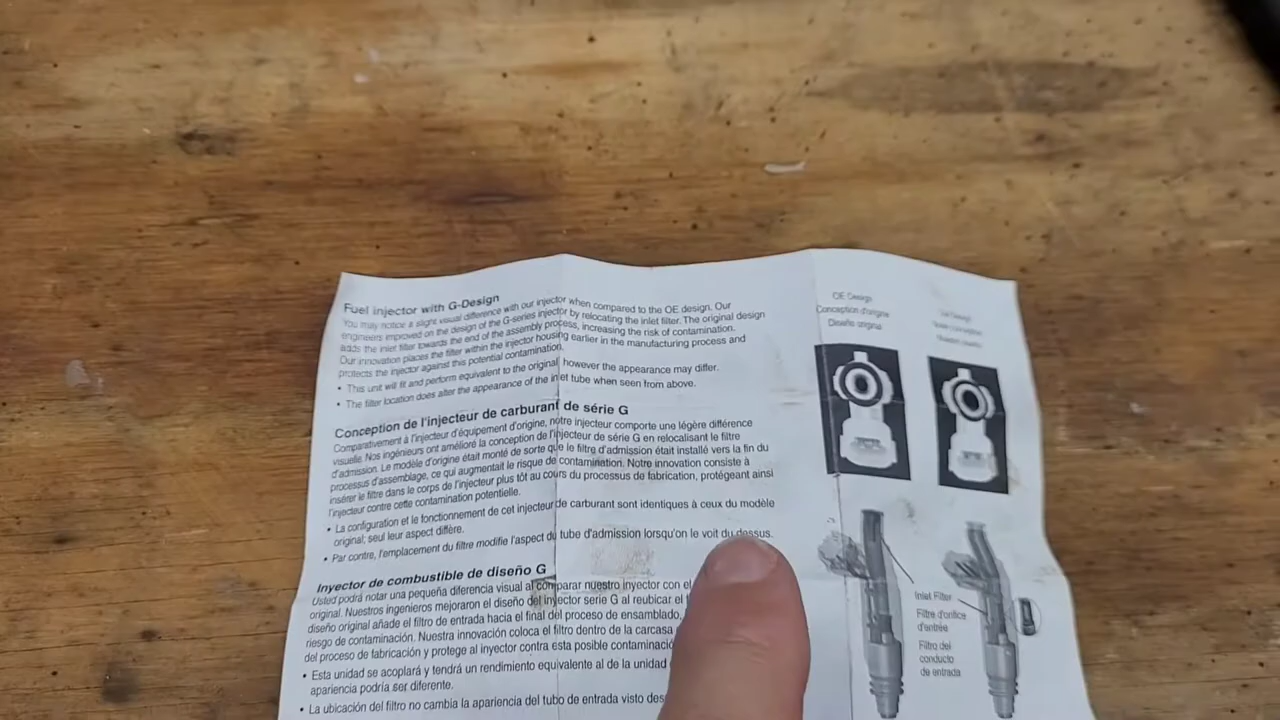 Fuel injector with G-Design
You may notice a slight visual difference with our injector when compared to the OE design. Our
engineers improved on the design of the G-series injector by relocating the inlet filter. The original design
adds the inlet filter towards the end of the assembly process, increasing the risk of contamination.
Our innovation places the filter within the injector housing earlier in the manufacturing process and
protects the injector against this potential contamination.
• This unit will fit and perform equivalent to the original however the appearance may differ.
• The filter location does alter the appearance of the inlet tube when seen from above.
Conception de l'injecteur de carburant de série G
Comparativement à l'injecteur d'équipement d'origine, notre injecteur comporte une légère différence
visuelle. Nos ingénieurs ont amélioré la conception de l'injecteur de série G en relocalisant le filtre
d'admission. Le modèle d'origine était monté de sorte que le filtre d'admission était installé vers la fin du
processus d'assemblage, ce qui augmentait le risque de contamination. Notre innovation consiste à
insérer le filtre dans le corps de l'injecteur plus tôt au cours du processus de fabrication, protégeant ainsi
l'injecteur contre cette contamination potentielle.
• La configuration et le fonctionnement de cet injecteur de carburant sont identiques à ceux du modèle
original; seul leur aspect diffère.
• Par contre, l'emplacement du filtre modifie l'aspect du tube d'admission lorsqu'on le voit du dessus.
Inyector de combustible de diseño G
Usted podrá notar una pequeña diferencia visual al comparar nuestro inyector con el
original. Nuestros ingenieros mejoraron el diseño del inyector serie G al reubicar el
diseño original añade el filtro de entrada hacia el final del proceso de ensamblado,
riesgo de contaminación. Nuestra innovación coloca el filtro dentro de la carcasa
del proceso de fabricación y protege al inyector contra esta posible
• Esta unidad se acoplará y tendrá un rendimiento equivalente al de la unidad
apariencia podría ser diferente.
• La ubicación del filtro no cambia la apariencia del tubo de entrada visto
OE Design
Conception d'origine
Diseño original
Inlet Filter
Filtre d'orifice
d'entrée
Filtro del
conducto
de entrada